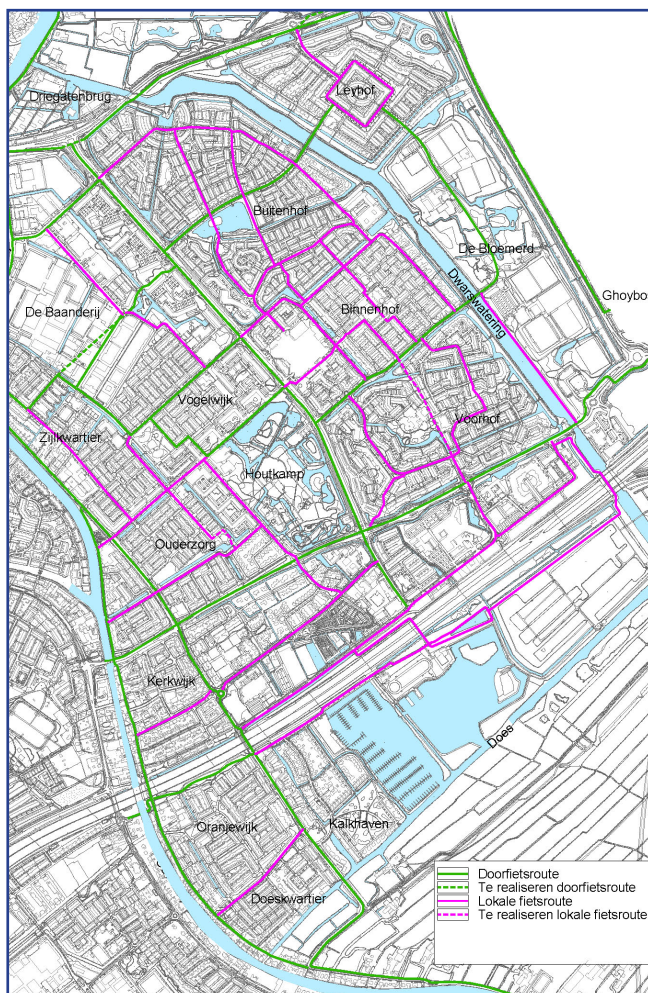 Leyhof
Driegatenbrug
Buitenhof
De Bloemerd
Dwarswatering
Ghoybos
De Baanderij
Binnenhof
Vogelwijk
Voorhof
Zijlkwartier
Houtkamp
Ouderzorg
Kerkwijk
Does
Oranjewijk
Kalkhaven
Doeskwartier
Doorfietsroute
Te realiseren doorfietsroute
Lokale fietsroute
Te realiseren lokale fietsroute